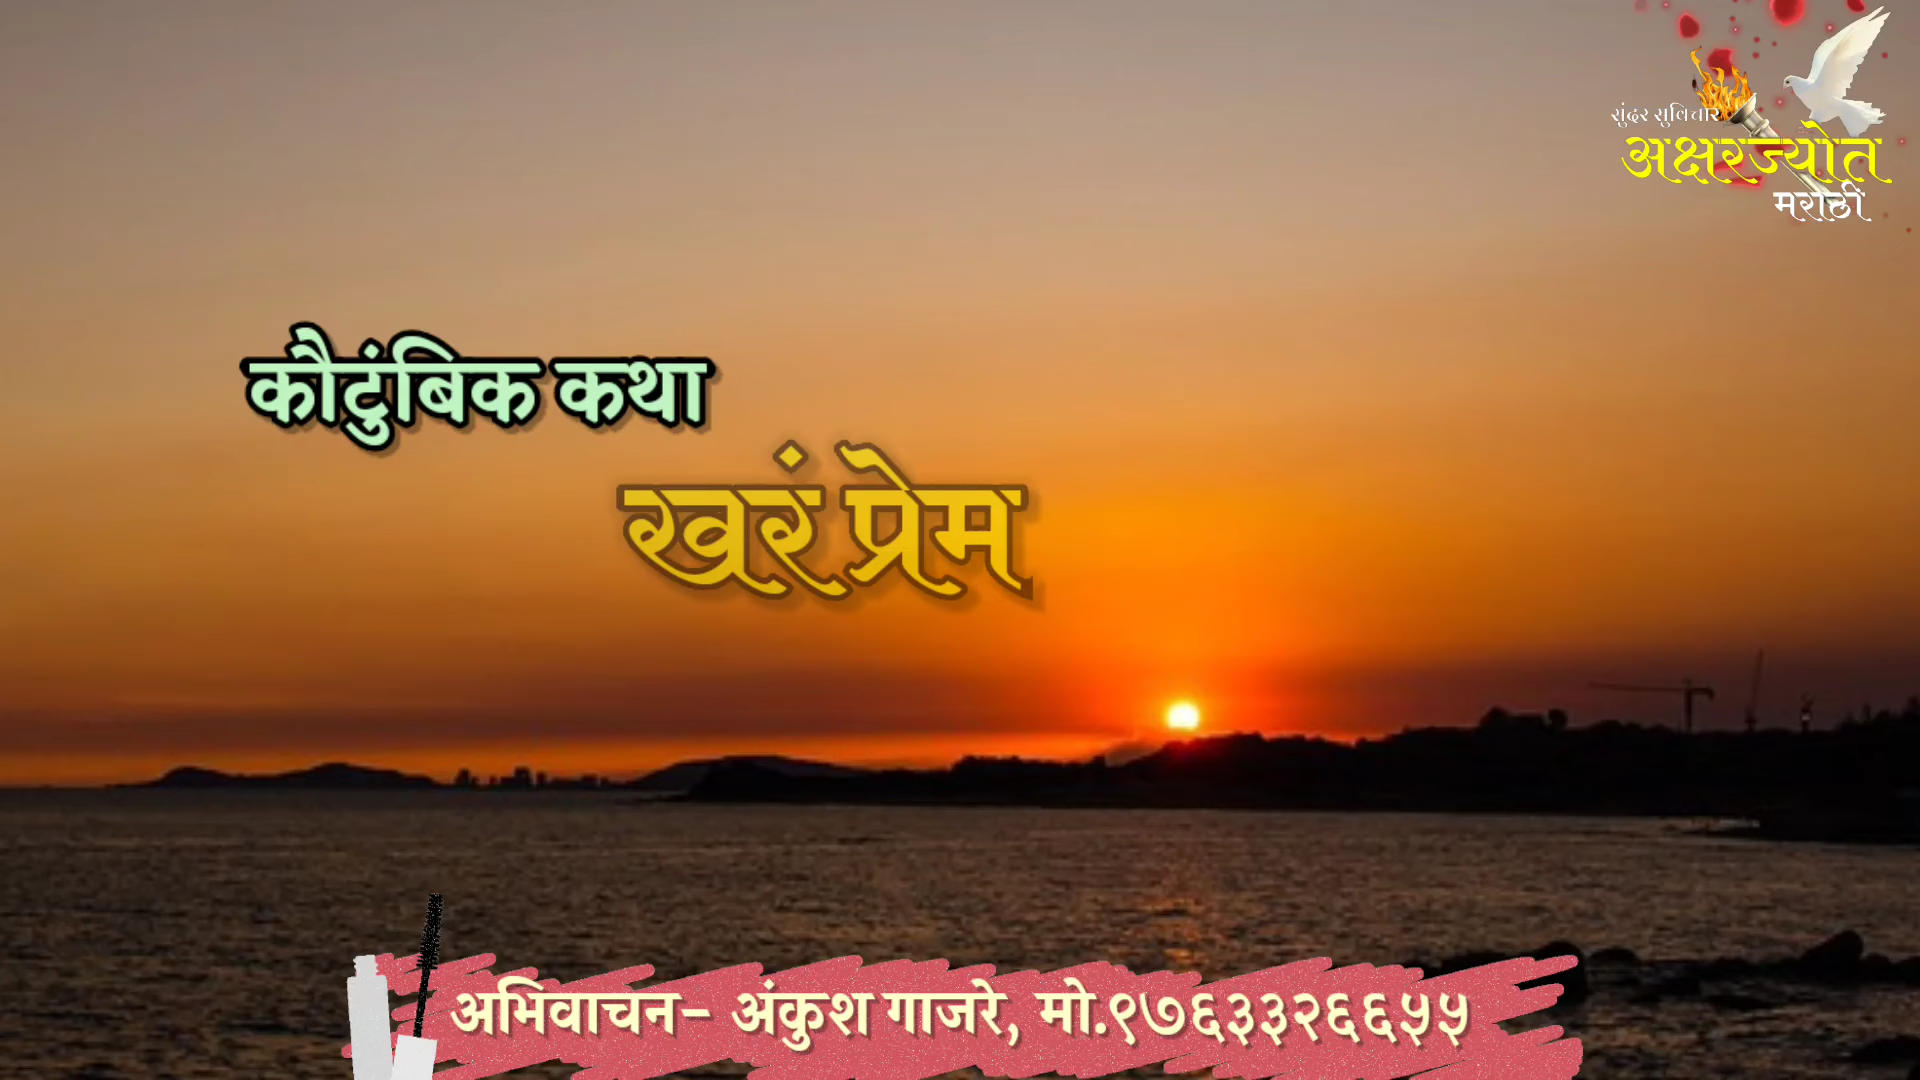 सुंदर सुविचार
अक्षरज्योत
मराठी
कौटुंबिक कथा
खरं प्रेम
अभिवाचन- अंकुश गाजरे, मो.९७६३३२६६५५